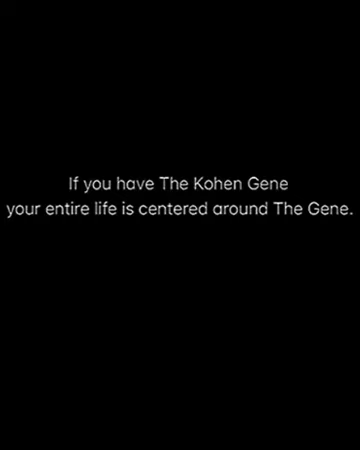 If you have The Kohen Gene
your entire life is centered around The Gene.